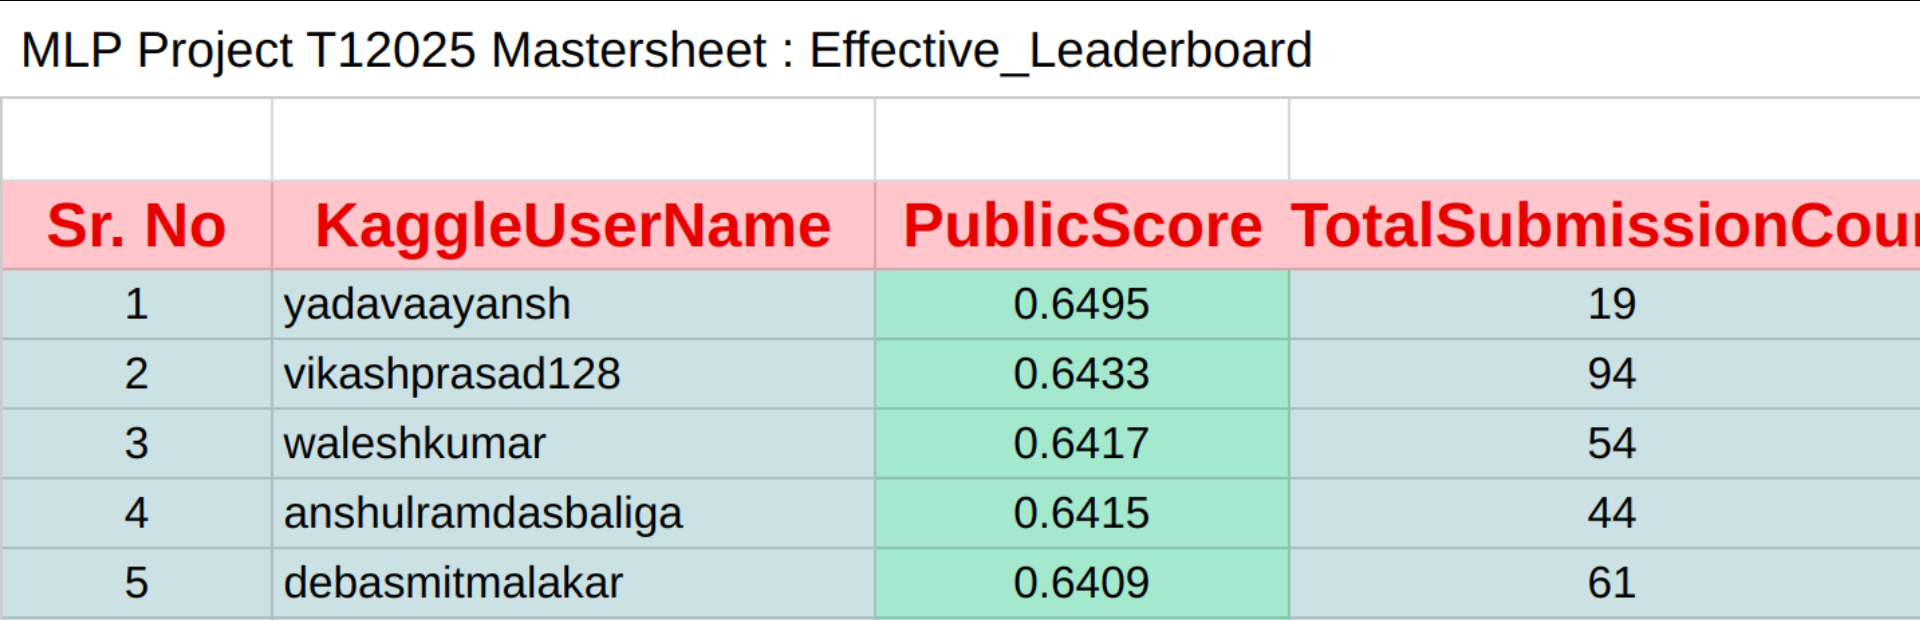 MLP Project T12025 Mastersheet : Effective_Leaderboard
Sr. No KaggleUserName PublicScore TotalSubmissionCou
1 yadavaayansh 0.6495 19
2 vikashprasad128 0.6433 94
3 waleshkumar 0.6417 54
4 anshulramdasbaliga 0.6415 44
5 debasmitmalakar 0.6409 61